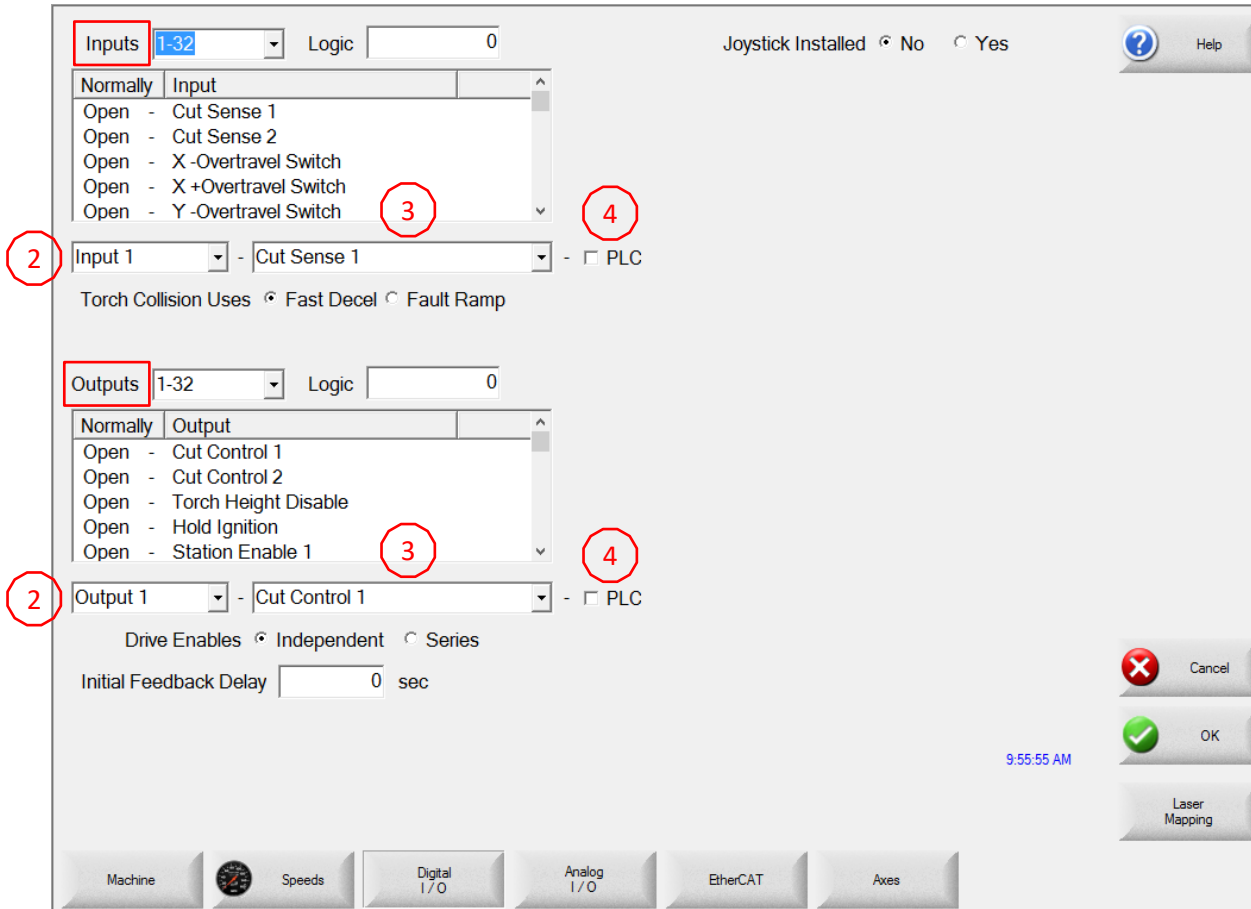 Inputs 1-32 Logic 0 Joystick Installed No Yes Help
Normally Input
Open - Cut Sense 1
Open - Cut Sense 2
Open - X -Overtravel Switch
Open - X +Overtravel Switch
Open - Y -Overtravel Switch
3 4
2 Input 1 - Cut Sense 1 - PLC
Torch Collision Uses Fast Decel Fault Ramp
Outputs 1-32 Logic 0
Normally Output
Open - Cut Control 1
Open - Cut Control 2
Open - Torch Height Disable
Open - Hold Ignition
Open - Station Enable 1
3 4
2 Output 1 - Cut Control 1 - PLC
Drive Enables Independent Series
Initial Feedback Delay 0 sec
Cancel
OK
9:55:55 AM
Laser
Mapping
Machine
Speeds
Digital
I / O
Analog
I / O
EtherCAT
Axes